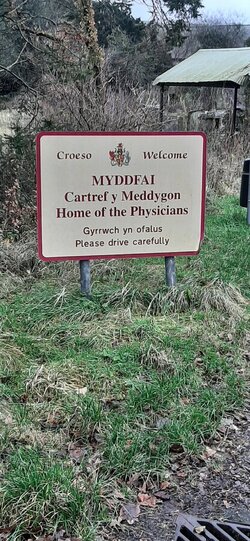 Croeso Welcome
MYDDFAI
Cartref y Meddygon
Home of the Physicians
Gyrrwch yn ofalus
Please drive carefully